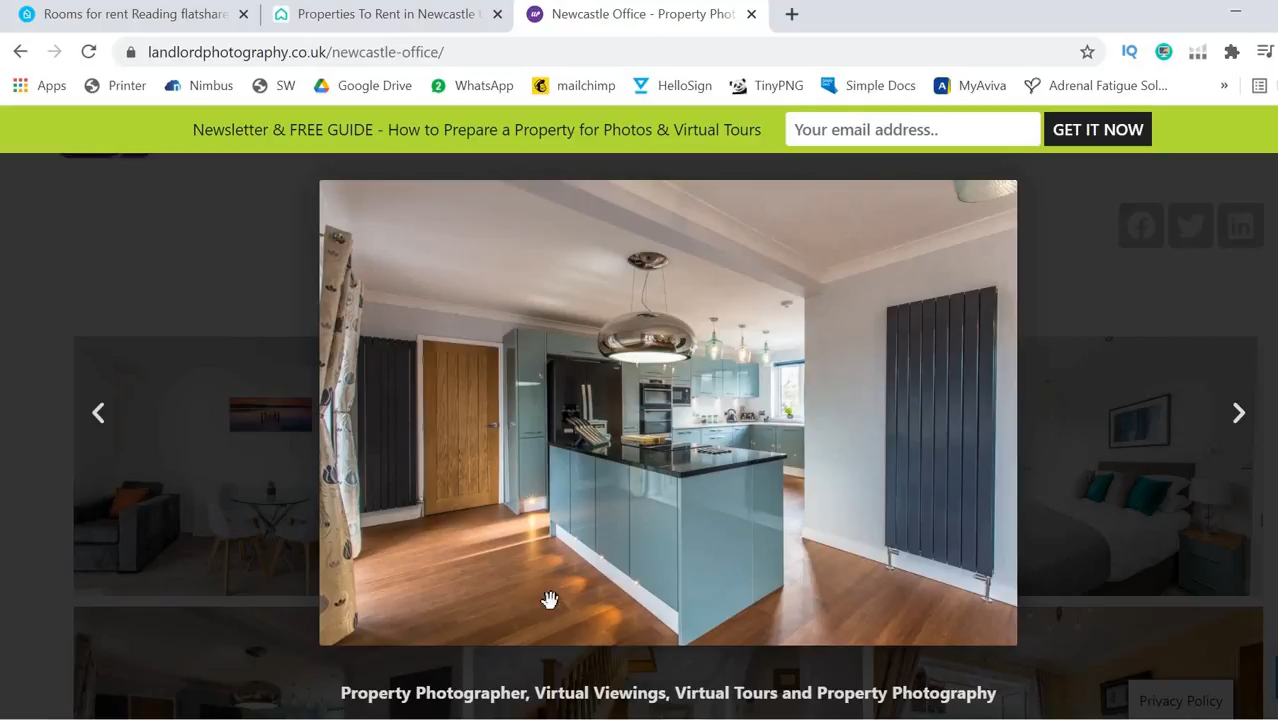 Rooms for rent Reading flatshare
Properties To Rent in Newcastle
Newcastle Office - Property Phot
landlordphotography.co.uk/newcastle-office/
IQ
Apps Printer Nimbus SW Google Drive 2 WhatsApp mailchimp HelloSign TinyPNG Simple Docs MyAviva Adrenal Fatigue Sol...
Newsletter & FREE GUIDE - How to Prepare a Property for Photos & Virtual Tours
Your email address..
GET IT NOW
Property Photographer, Virtual Viewings, Virtual Tours and Property Photography
Privacy Policy